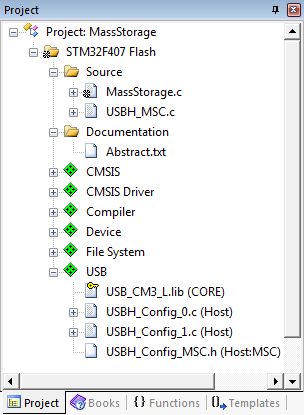 Project
Project: MassStorage
STM32F407 Flash
Source
MassStorage.c
USBH_MSC.c
Documentation
Abstract.txt
CMSIS
CMSIS Driver
Compiler
Device
File System
USB
USB_CM3_L.lib (CORE)
USBH_Config_0.c (Host)
USBH_Config_1.c (Host)
USBH_Config_MSC.h (Host:MSC)
Project Books {} Functions 0→ Templates